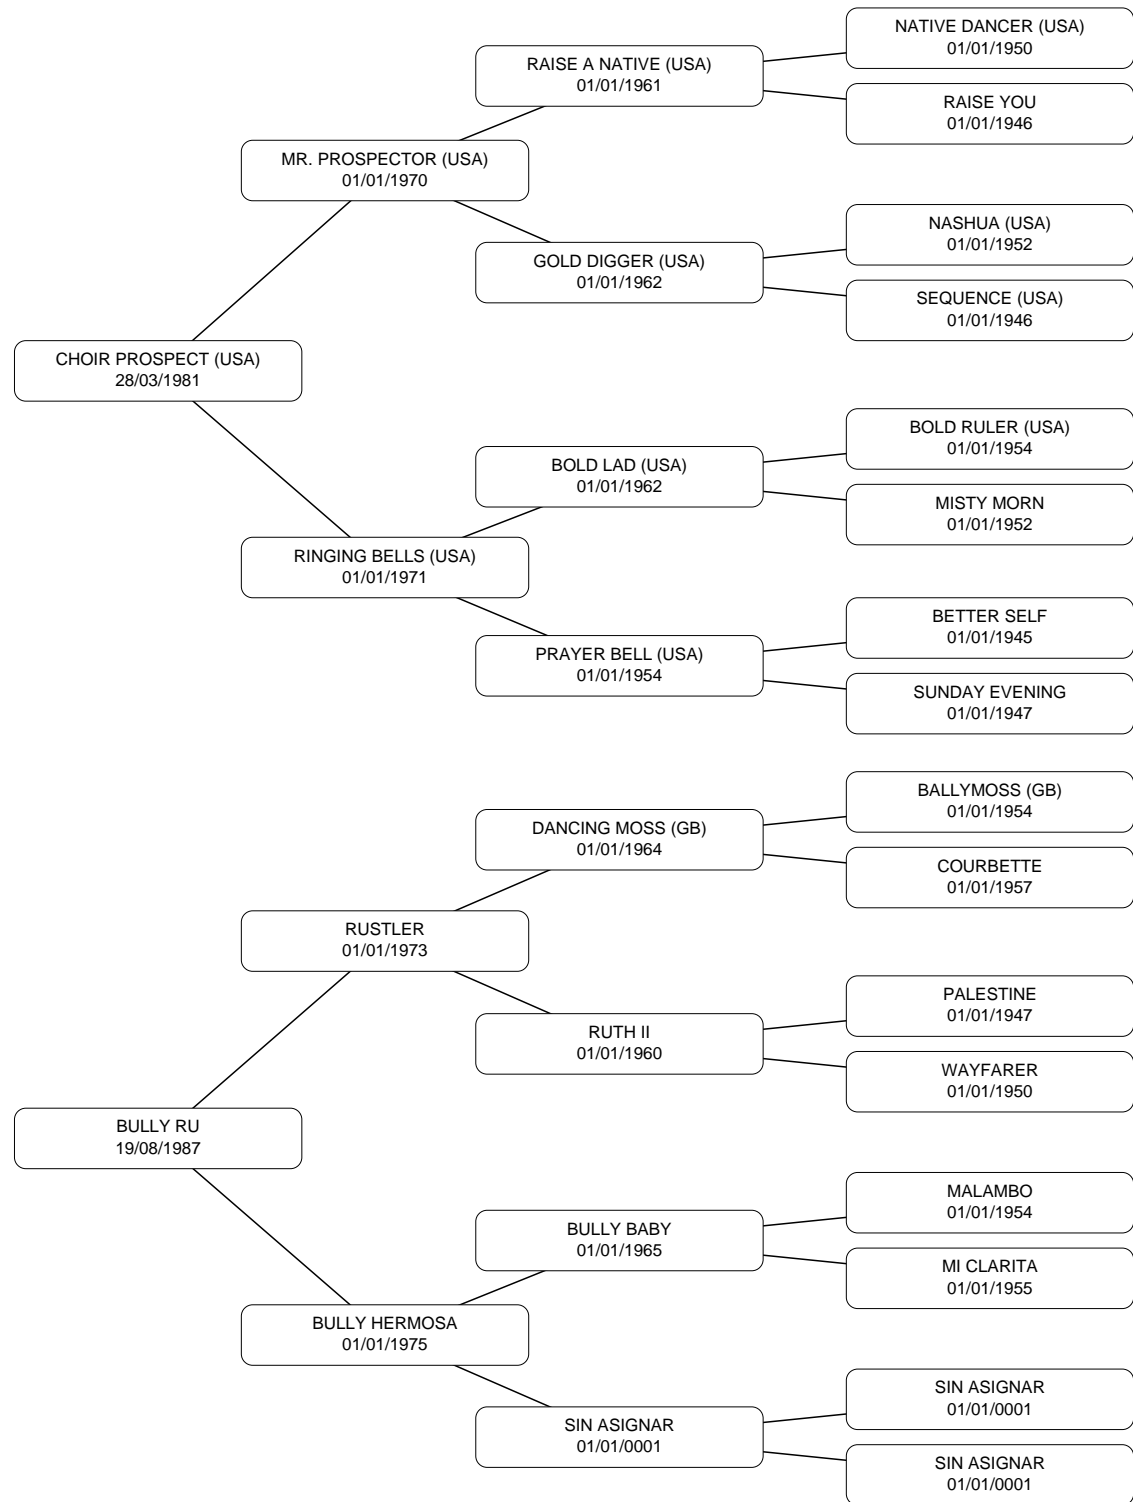 NATIVE DANCER (USA)
01/01/1950
RAISE A NATIVE (USA)
01/01/1961
RAISE YOU
01/01/1946
MR. PROSPECTOR (USA)
01/01/1970
NASHUA (USA)
01/01/1952
GOLD DIGGER (USA)
01/01/1962
SEQUENCE (USA)
01/01/1946
CHOIR PROSPECT (USA)
28/03/1981
BOLD RULER (USA)
01/01/1954
BOLD LAD (USA)
01/01/1962
MISTY MORN
01/01/1952
RINGING BELLS (USA)
01/01/1971
BETTER SELF
01/01/1945
PRAYER BELL (USA)
01/01/1954
SUNDAY EVENING
01/01/1947
BALLYMOSS (GB)
01/01/1954
DANCING MOSS (GB)
01/01/1964
COURBETTE
01/01/1957
RUSTLER
01/01/1973
PALESTINE
01/01/1947
RUTH II
01/01/1960
WAYFARER
01/01/1950
BULLY RU
19/08/1987
MALAMBO
01/01/1954
BULLY BABY
01/01/1965
MI CLARITA
01/01/1955
BULLY HERMOSA
01/01/1975
SIN ASIGNAR
01/01/0001
SIN ASIGNAR
01/01/0001
SIN ASIGNAR
01/01/0001